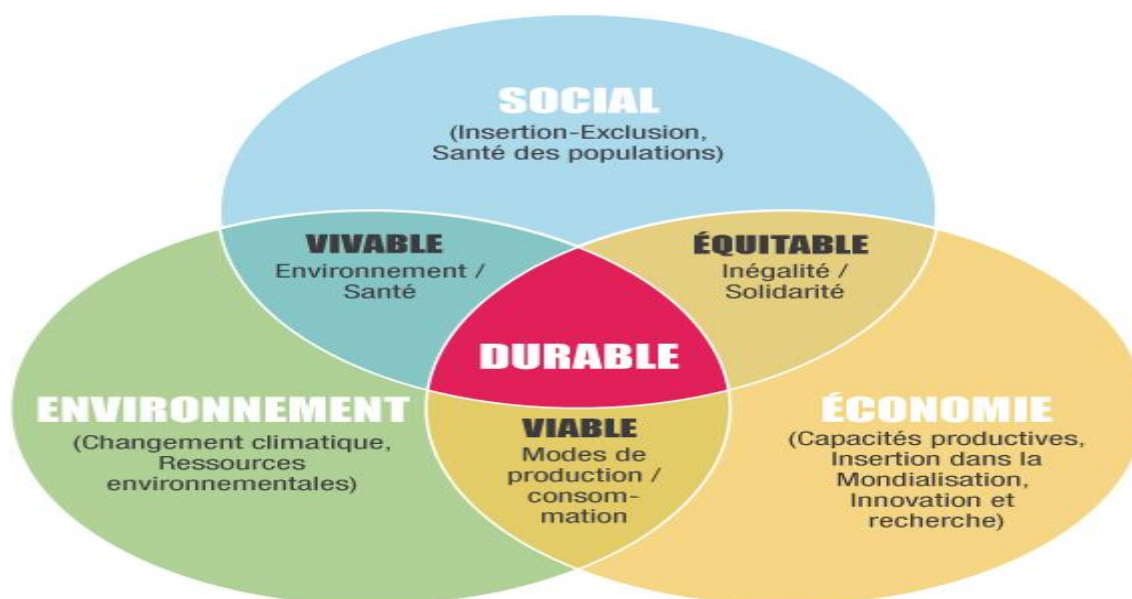 SOCIAL
(Insertion-Exclusion,
Santé des populations)
VIVABLE
Environnement /
Santé
ÉQUITABLE
Inégalité /
Solidarité
DURABLE
ENVIRONNEMENT
(Changement climatique,
Ressources
environnementales)
VIABLE
Modes de
production /
consom-
mation
ÉCONOMIE
(Capacités productives,
Insertion dans la
Mondialisation,
Innovation et
recherche)